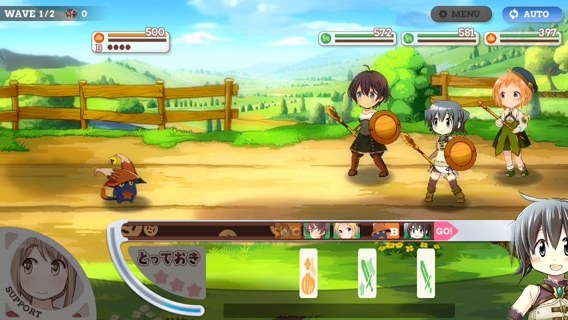 WAVE 1/2 0
MENU
AUTO
500
B
572
581
397
B
GO!
とっておき
SUPPORT